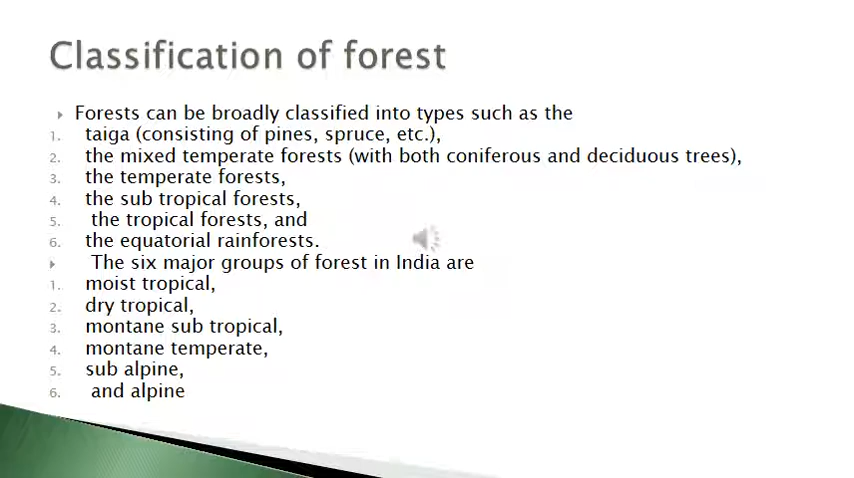 Classification of forest
Forests can be broadly classified into types such as the
1. taiga (consisting of pines, spruce, etc.),
2. the mixed temperate forests (with both coniferous and deciduous trees),
3. the temperate forests,
4. the sub tropical forests,
5. the tropical forests, and
6. the equatorial rainforests.
The six major groups of forest in India are
1. moist tropical,
2. dry tropical,
3. montane sub tropical,
4. montane temperate,
5. sub alpine,
6. and alpine